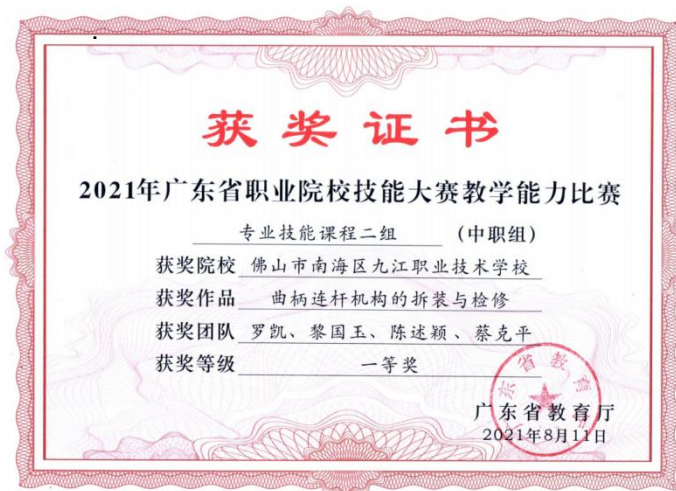 获奖证书
2021年广东省职业院校技能大赛教学能力比赛
专业技能课程二组 （中职组）
获奖院校 佛山市南海区九江职业技术学校
获奖作品 曲柄连杆机构的拆装与检修
获奖团队 罗凯、黎国玉、陈述颖、蔡克平
获奖等级 一等奖
广东省教育厅
2021年8月11日